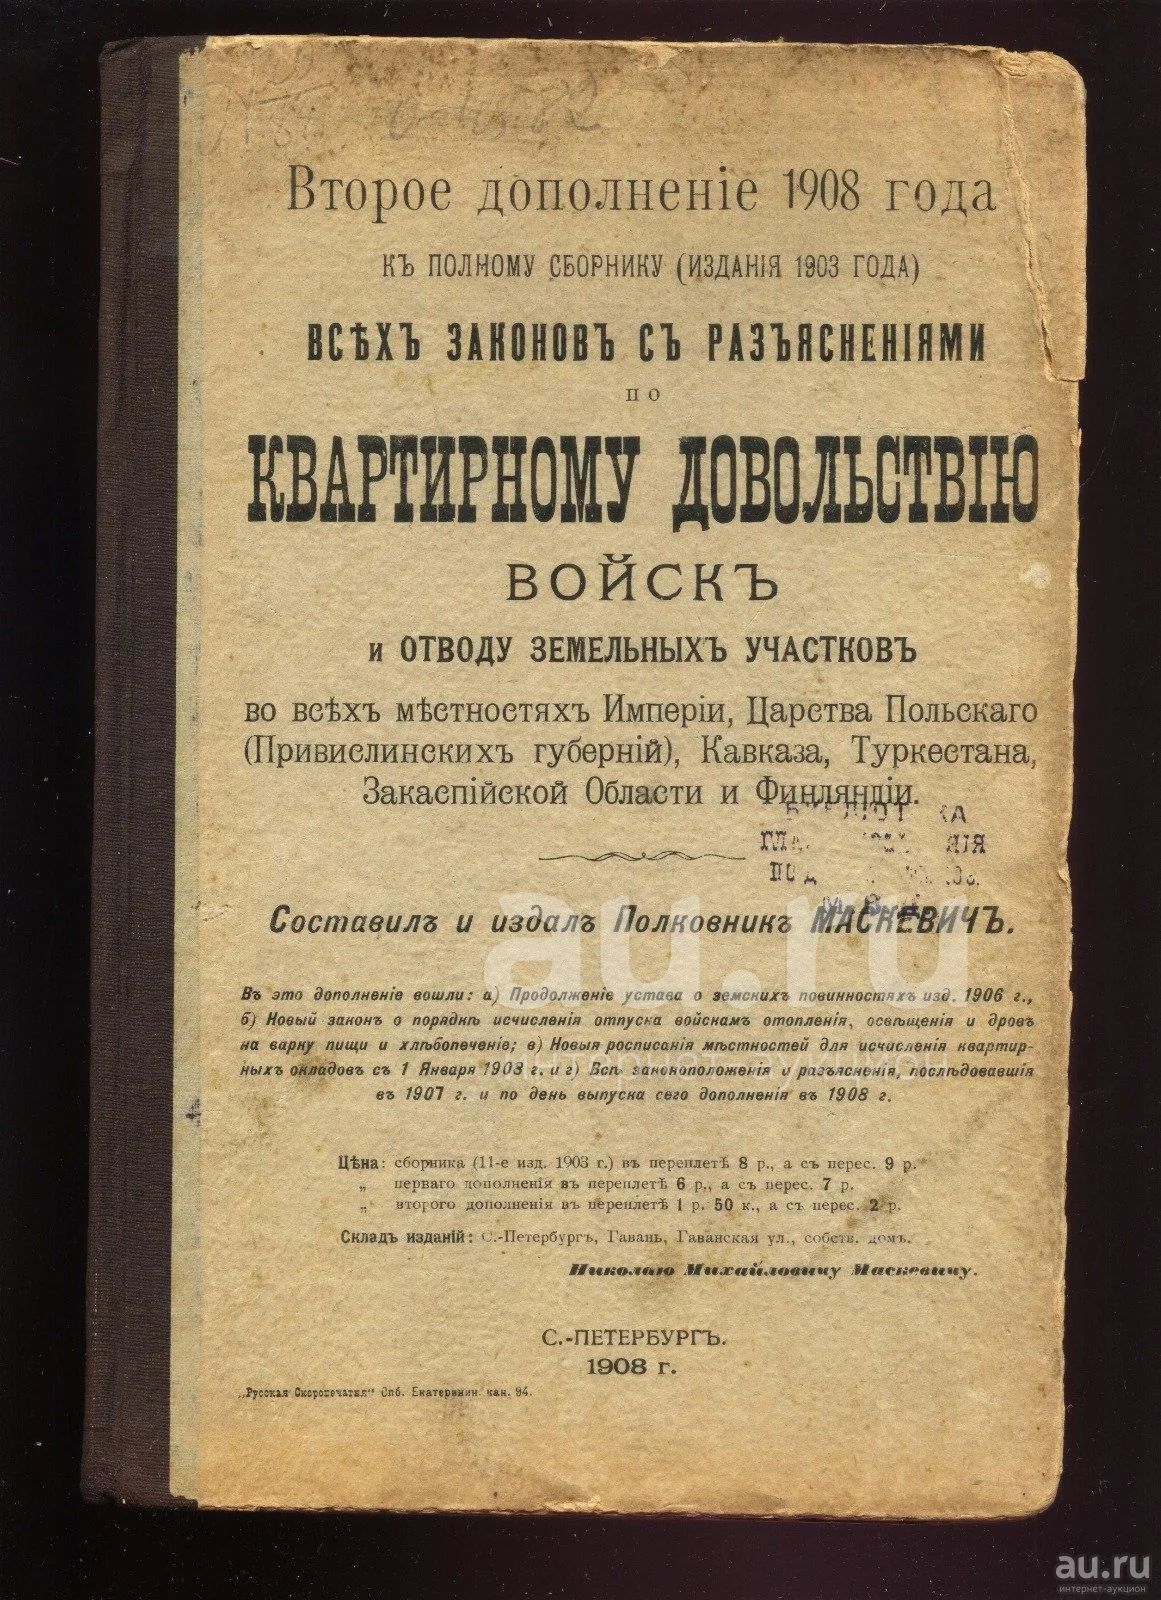 Второе дополненіе 1908 года
КЪ ПОЛНОМУ СБОРНИКУ (ИЗДАНІЯ 1903 ГОДА)
ВСѢХЪ ЗАКОНОВЪ СЪ РАЗЪЯСНЕНІЯМИ
ПО
КВАРТИРНОМУ ДОВОЛЬСТВІЮ
ВОЙСКЪ
и ОТВОДУ ЗЕМЕЛЬНЫХЪ УЧАСТКОВЪ
во всѣхъ мѣстностяхъ Имперіи, Царства Польскаго
(Привислинскихъ губерній), Кавказа, Туркестана,
Закаспійской Области и Финляндіи.
Составилъ и издалъ Полковникъ МАСКЕВИЧЪ.
au.ru
Въ это дополненіе вошли: а) Продолженіе устава о земскихъ повинностяхъ изд. 1906 г.,
б) Новый законъ о порядкѣ исчисленія отпуска войскамъ отопленія, освѣщенія и дровъ
на варку пищи и хлѣбопеченіе; в) Новыя росписанія мѣстностей для исчисленія квартир-
ныхъ окладовъ съ 1 Января 1903 г. и г) Всѣ законоположенія и разъясненія, послѣдовавшія
въ 1907 г. и по день выпуска сего дополненія въ 1908 г.
Цѣна: сборника (11-е изд. 1903 г.) въ переплетѣ 8 р., а съ перес. 9 р.
„ перваго дополненія въ переплетѣ 6 р., а съ перес. 7 р.
„ второго дополненія въ переплетѣ 1 р. 50 к., а съ перес. 2 р.
Складъ изданій: С.-Петербургъ, Гавань, Гаванская ул., собств. домъ.
Николаю Михайловичу Маскевичу.
С.-ПЕТЕРБУРГЪ.
1908 г.
„Русская Скоропечатня“ Спб. Екатеринин. кан. 94.
au.ru
интернет-аукцион